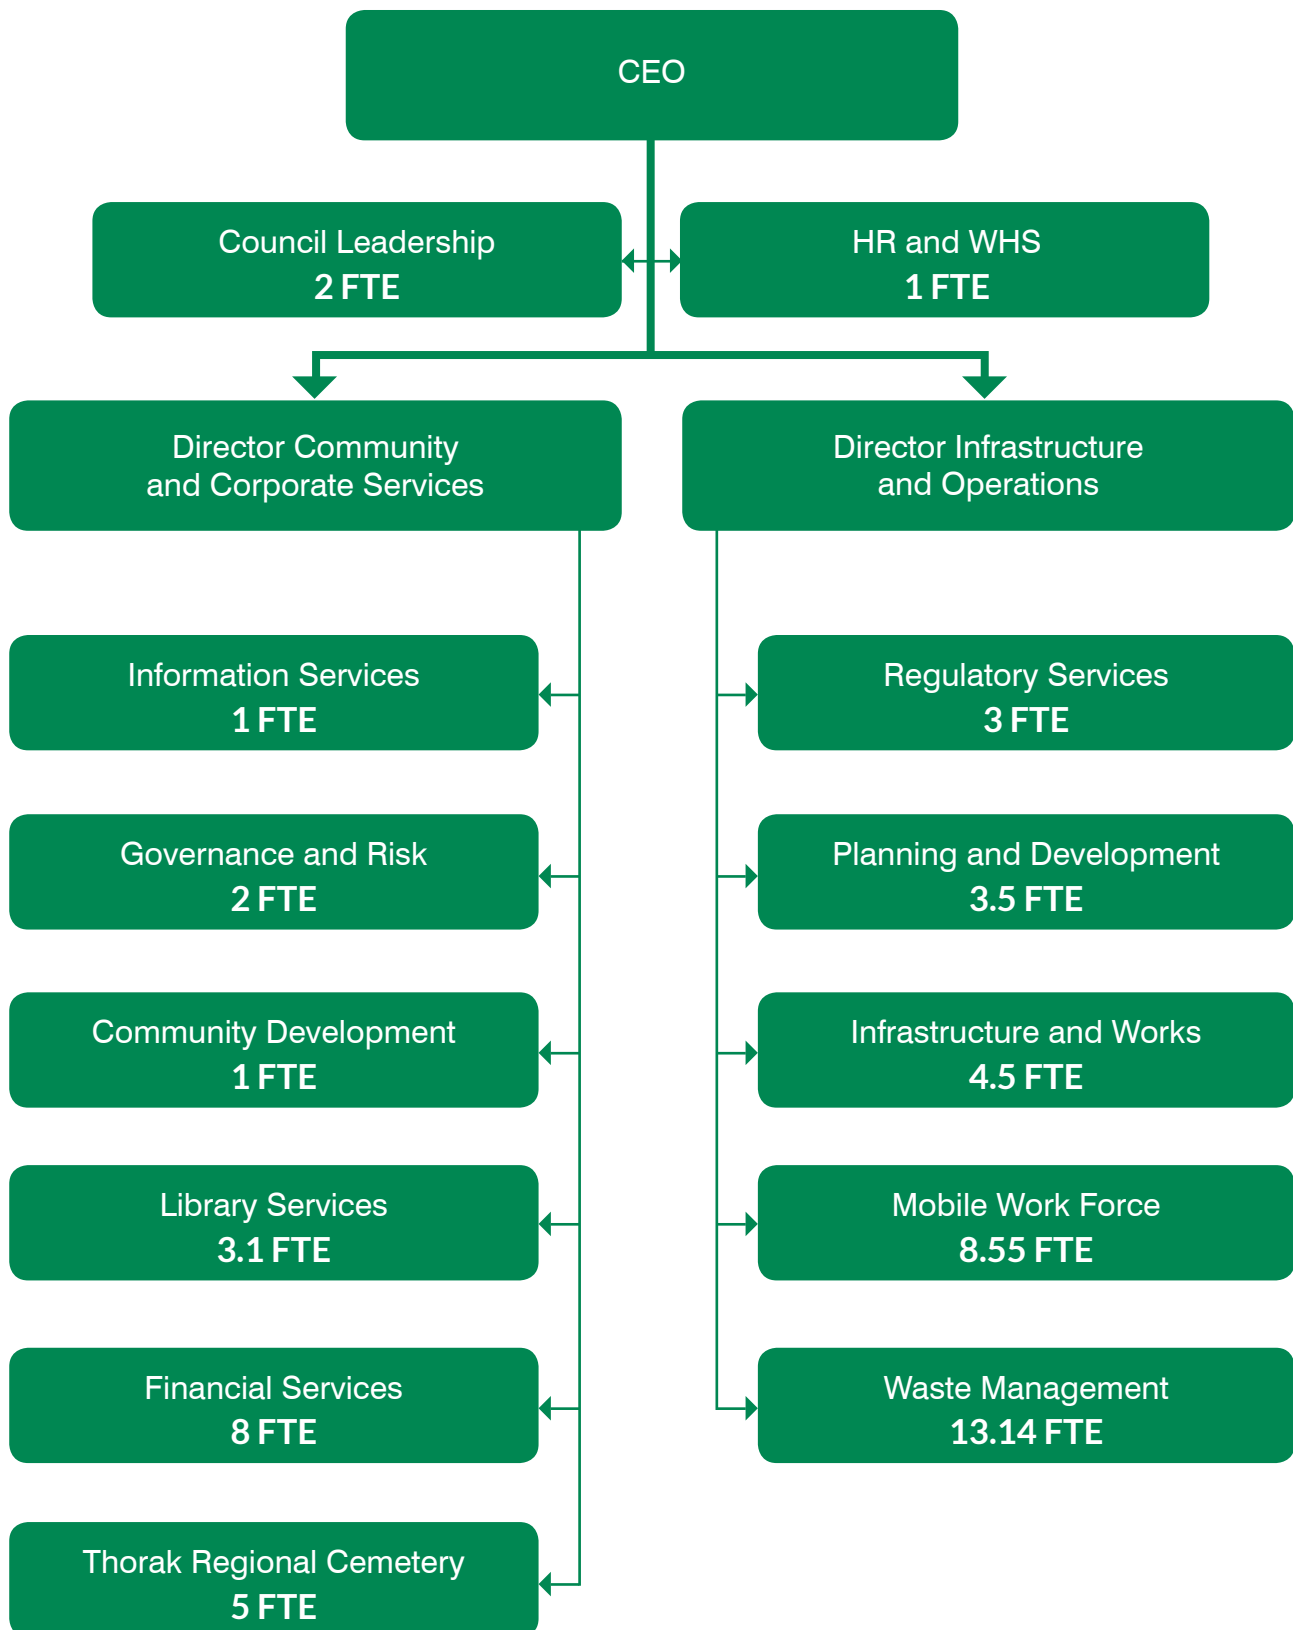 CEO
Council Leadership
2 FTE
HR and WHS
1 FTE
Director Community
and Corporate Services
Director Infrastructure
and Operations
Information Services
1 FTE
Governance and Risk
2 FTE
Community Development
1 FTE
Library Services
3.1 FTE
Financial Services
8 FTE
Thorak Regional Cemetery
5 FTE
Regulatory Services
3 FTE
Planning and Development
3.5 FTE
Infrastructure and Works
4.5 FTE
Mobile Work Force
8.55 FTE
Waste Management
13.14 FTE